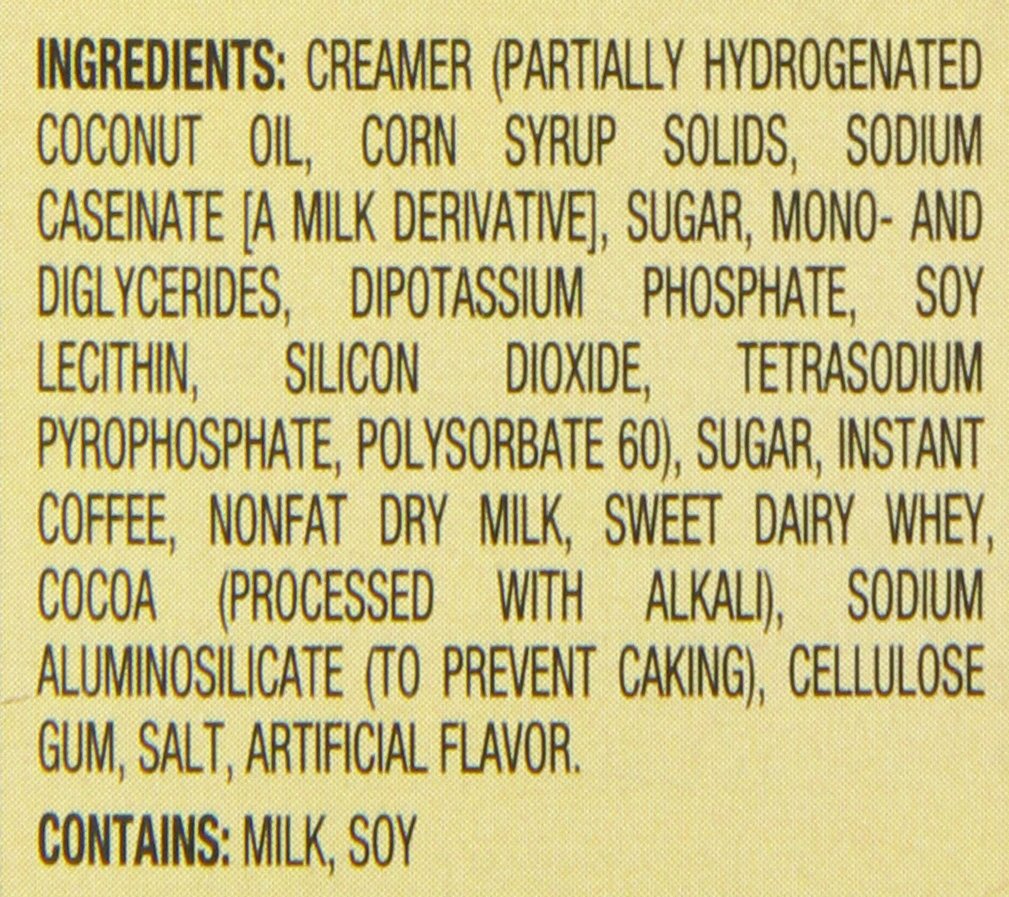 INGREDIENTS: CREAMER (PARTIALLY HYDROGENATED
COCONUT OIL, CORN SYRUP SOLIDS, SODIUM
CASEINATE [A MILK DERIVATIVE], SUGAR, MONO- AND
DIGLYCERIDES, DIPOTASSIUM PHOSPHATE, SOY
LECITHIN, SILICON DIOXIDE, TETRASODIUM
PYROPHOSPHATE, POLYSORBATE 60), SUGAR, INSTANT
COFFEE, NONFAT DRY MILK, SWEET DAIRY WHEY,
COCOA (PROCESSED WITH ALKALI), SODIUM
ALUMINOSILICATE (TO PREVENT CAKING), CELLULOSE
GUM, SALT, ARTIFICIAL FLAVOR.
CONTAINS: MILK, SOY